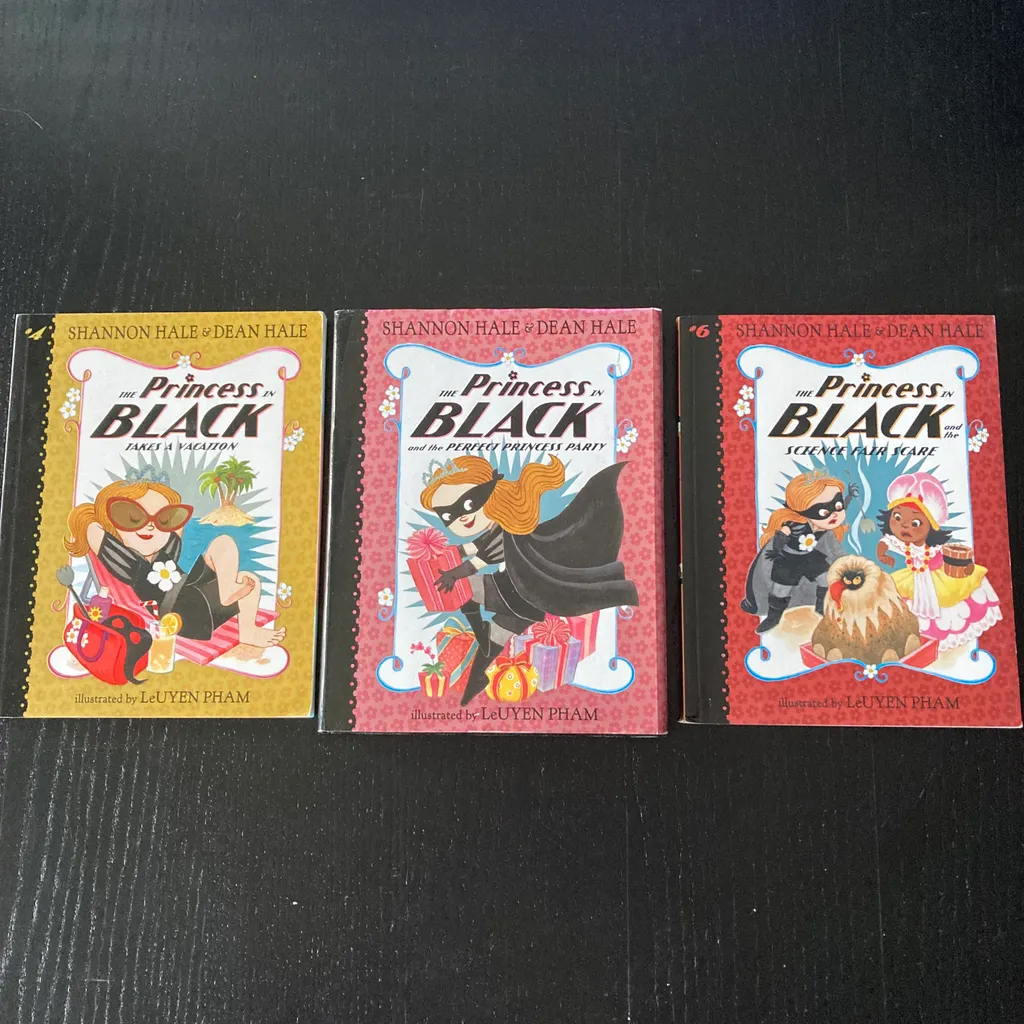 #4
SHANNON HALE & DEAN HALE
THE Princess IN
BLACK
TAKES A VACATION
illustrated by LeUYEN PHAM
SHANNON HALE & DEAN HALE
THE Princess IN
BLACK
and the PERFECT PRINCESS PARTY
illustrated by LeUYEN PHAM
#6
SHANNON HALE & DEAN HALE
THE Princess IN
BLACK and the
SCIENCE FAIR SCARE
illustrated by LeUYEN PHAM